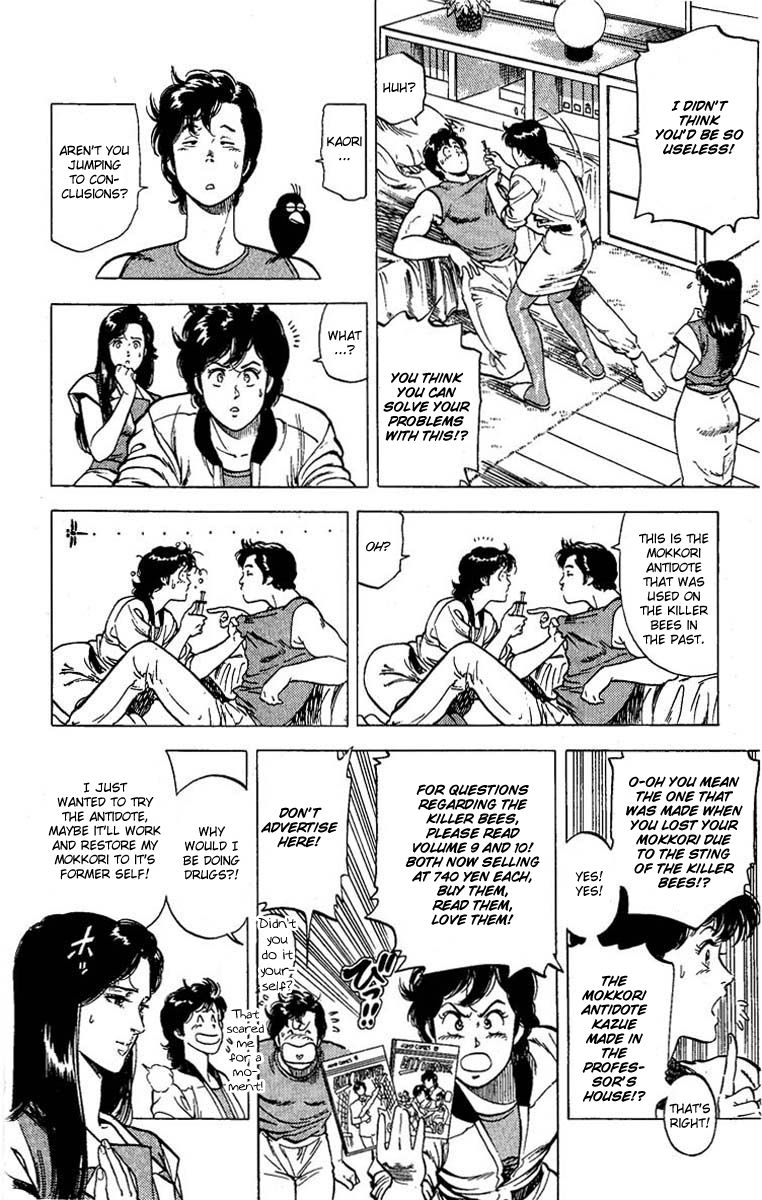 I DIDN'T
THINK
YOU'D BE SO
USELESS!
HUH?
YOU THINK
YOU CAN
SOLVE YOUR
PROBLEMS
WITH THIS!?
KAORI
...
AREN'T YOU
JUMPING
TO CON-
CLUSIONS?
WHAT
...?
THIS IS THE
MOKKORI
ANTIDOTE
THAT WAS
USED ON
THE KILLER
BEES IN
THE PAST.
OH?
O-OH YOU MEAN
THE ONE THAT
WAS MADE WHEN
YOU LOST YOUR
MOKKORI DUE
TO THE STING
OF THE KILLER
BEES!?
YES!
YES!
THE
MOKKORI
ANTIDOTE
KAZUE
MADE IN
THE
PROFES-
SOR'S
HOUSE!?
THAT'S
RIGHT!
FOR QUESTIONS
REGARDING THE
KILLER BEES,
PLEASE READ
VOLUME 9 AND 10!
BOTH NOW SELLING
AT 740 YEN EACH,
BUY THEM,
READ THEM,
LOVE THEM!
DON'T
ADVERTISE
HERE!
Didn't
you
do it
your-
self?
WHY
WOULD I
BE DOING
DRUGS?!
I JUST
WANTED TO TRY
THE ANTIDOTE,
MAYBE IT'LL WORK
AND RESTORE MY
MOKKORI TO IT'S
FORMER SELF!
That
scared
me
for a
mo-
ment!